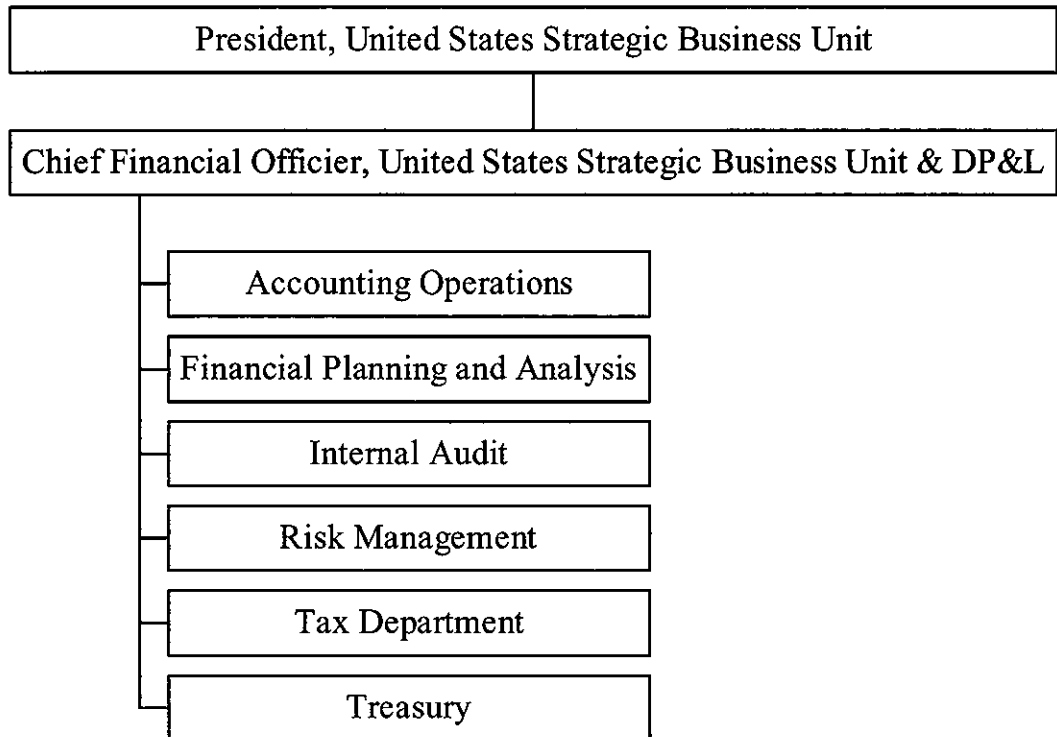 President, United States Strategic Business Unit
Chief Financial Officier, United States Strategic Business Unit & DP&L
Accounting Operations
Financial Planning and Analysis
Internal Audit
Risk Management
Tax Department
Treasury